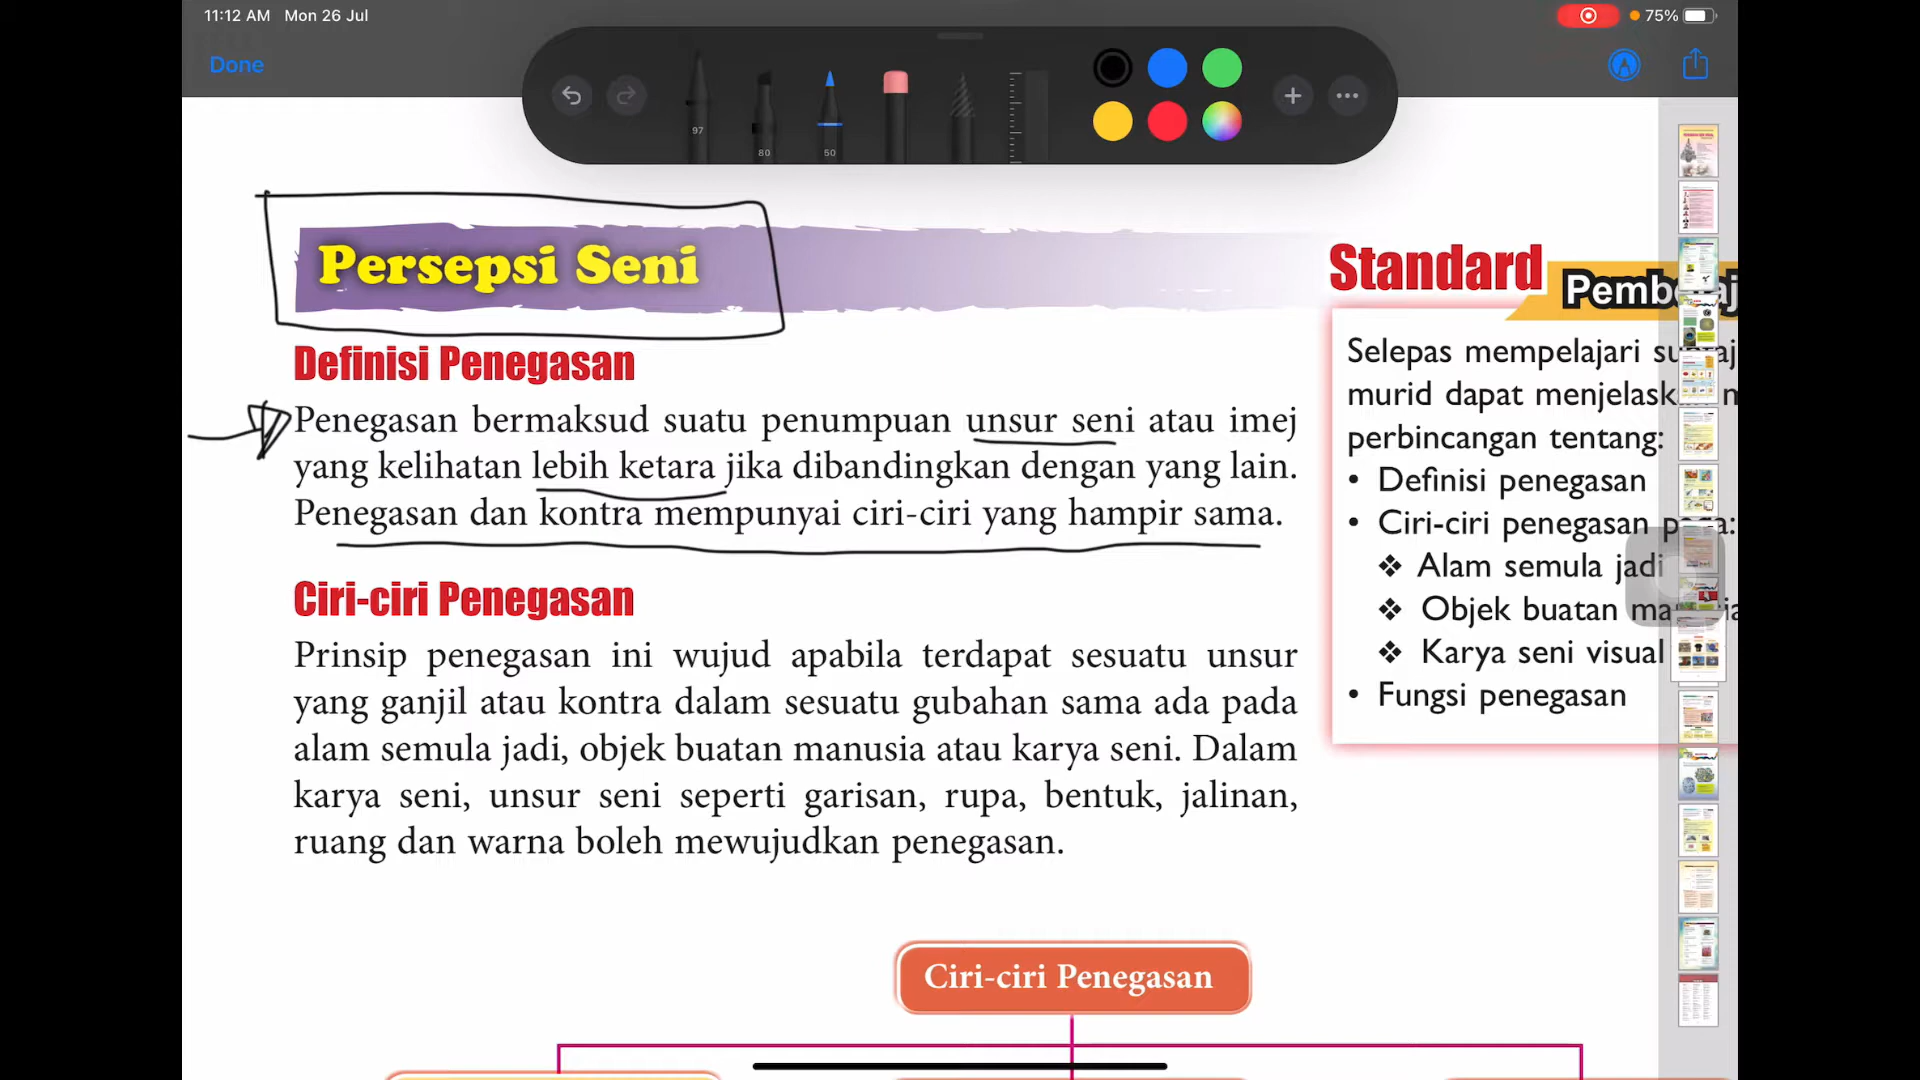 11:12 AM Mon 26 Jul
75%
Done
97
80
50
Persepsi Seni
Definisi Penegasan
Penegasan bermaksud suatu penumpuan unsur seni atau imej
yang kelihatan lebih ketara jika dibandingkan dengan yang lain.
Penegasan dan kontra mempunyai ciri-ciri yang hampir sama.
Ciri-ciri Penegasan
Prinsip penegasan ini wujud apabila terdapat sesuatu unsur
yang ganjil atau kontra dalam sesuatu gubahan sama ada pada
alam semula jadi, objek buatan manusia atau karya seni. Dalam
karya seni, unsur seni seperti garisan, rupa, bentuk, jalinan,
ruang dan warna boleh mewujudkan penegasan.
Ciri-ciri Penegasan
Standard
Selepas mempelajari
murid dapat
perbincangan tentang:
• Definisi penegasan
• Ciri-ciri penegasan
❖ Alam semula jadi
❖ Objek buatan
❖ Karya seni visual
• Fungsi penegasan